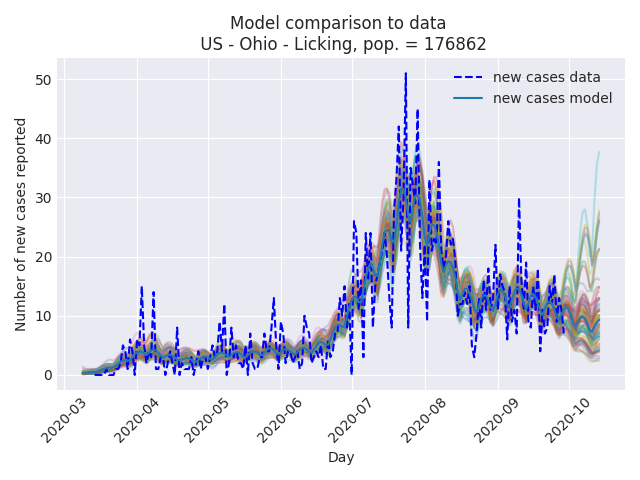 Model comparison to data
US - Ohio - Licking, pop. = 176862
new cases data
new cases model
Number of new cases reported
50
40
30
20
10
0
2020-03
2020-04
2020-05
2020-06
2020-07
2020-08
2020-09
2020-10
Day